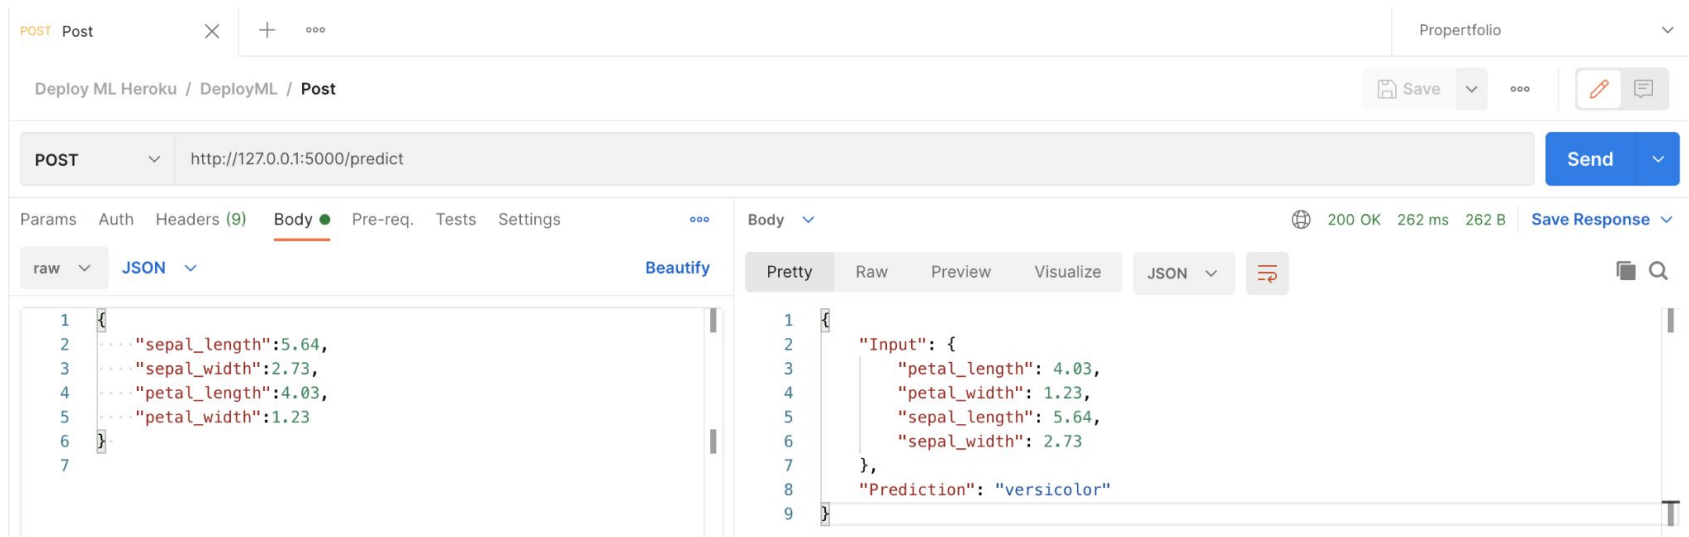 POST Post
Propertfolio
Deploy ML Heroku / DeployML / Post
Save
POST http://127.0.0.1:5000/predict
Send
Params Auth Headers (9) Body Pre-req. Tests Settings
raw JSON Beautify
1 {
2 "sepal_length":5.64,
3 "sepal_width":2.73,
4 "petal_length":4.03,
5 "petal_width":1.23
6 }
7
Body 200 OK 262 ms 262 B Save Response
Pretty Raw Preview Visualize JSON
1 {
2 "Input": {
3 "petal_length": 4.03,
4 "petal_width": 1.23,
5 "sepal_length": 5.64,
6 "sepal_width": 2.73
7 },
8 "Prediction": "versicolor"
9 }